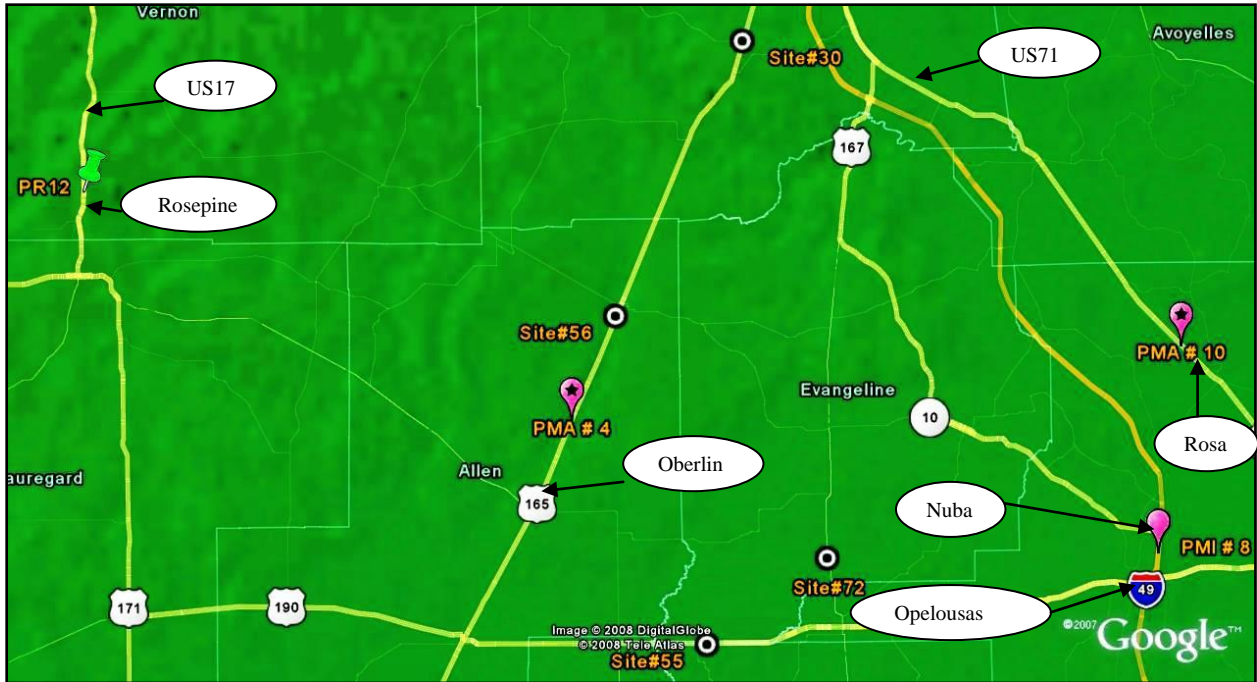 Vernon
Avoyelles
Site#30
US71
US17
167
PR12
Rosepine
Site#56
PMA # 10
Evangeline
PMA # 4
10
Rosa
Oberlin
Allen
auregard
165
Nuba
PMI # 8
Site#72
49
Opelousas
171
190
Image © 2008 DigitalGlobe
© 2008 Tele Atlas
Site#55
©2007 Google™